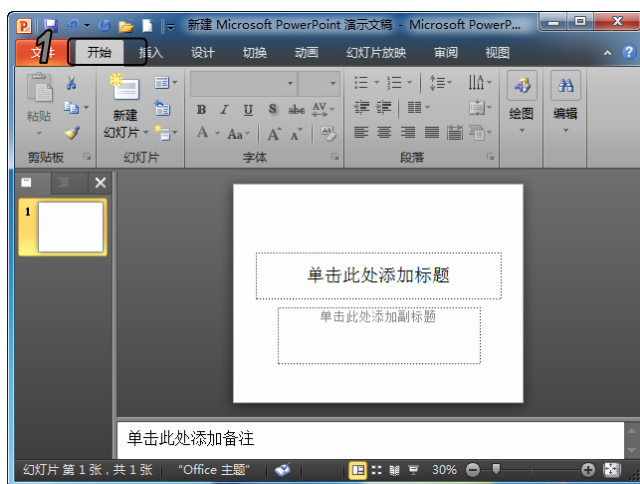 新建 Microsoft PowerPoint 演示文稿 - Microsoft PowerP...
1
文件 开始 插入 设计 切换 动画 幻灯片放映 审阅 视图
粘贴 新建 幻灯片 B I U S abc AV A Aa A A 绘图 编辑
剪贴板 幻灯片 字体 段落
1
单击此处添加标题
单击此处添加副标题
单击此处添加备注
幻灯片 第 1 张,共 1 张 "Office 主题" 30%